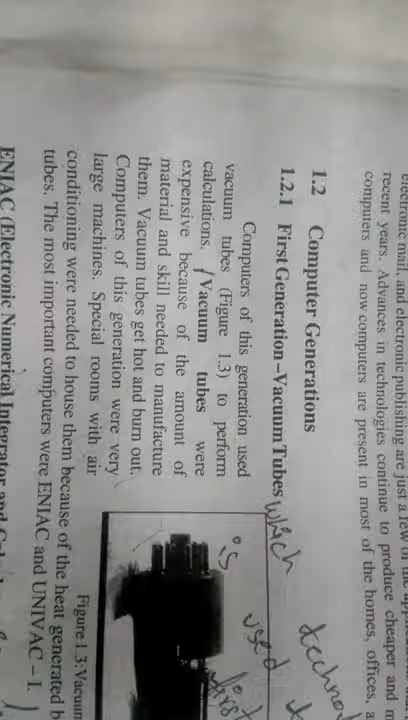 electronic mail, and electronic publishing are just a few of the
recent years. Advances in technologies continue to produce cheaper and
computers and now computers are present in most of the homes, offices,
1.2 Computer Generations
1.2.1 First Generation – Vacuum Tubes which technol
is used first
Computers of this generation used
vacuum tubes (Figure 1.3) to perform
calculations. /Vacuum tubes were
expensive because of the amount of
material and skill needed to manufacture
them. Vacuum tubes get hot and burn out.
Computers of this generation were very
large machines. Special rooms with air
conditioning were needed to house them because of the heat generated b
tubes. The most important computers were ENIAC and UNIVAC – I.
Figure 1.3: Vacuum
ENIAC (Electronic Numerical Integrator and